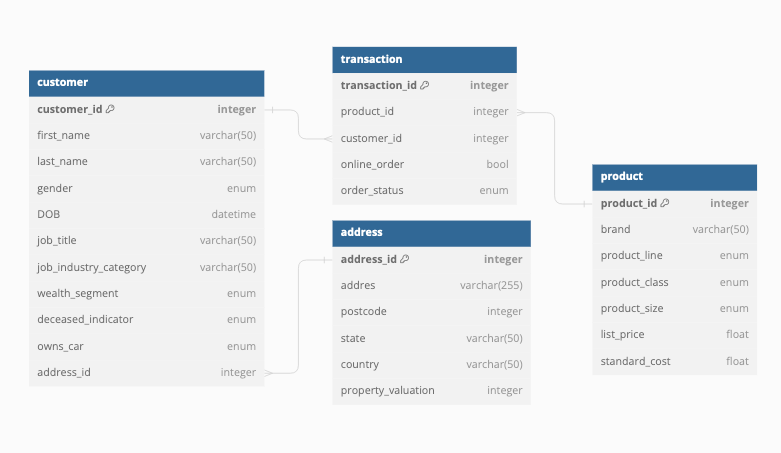 customer
customer_id integer
first_name varchar(50)
last_name varchar(50)
gender enum
DOB datetime
job_title varchar(50)
job_industry_category varchar(50)
wealth_segment enum
deceased_indicator enum
owns_car enum
address_id integer
transaction
transaction_id integer
product_id integer
customer_id integer
online_order bool
order_status enum
address
address_id integer
addres varchar(255)
postcode integer
state varchar(50)
country varchar(50)
property_valuation integer
product
product_id integer
brand varchar(50)
product_line enum
product_class enum
product_size enum
list_price float
standard_cost float